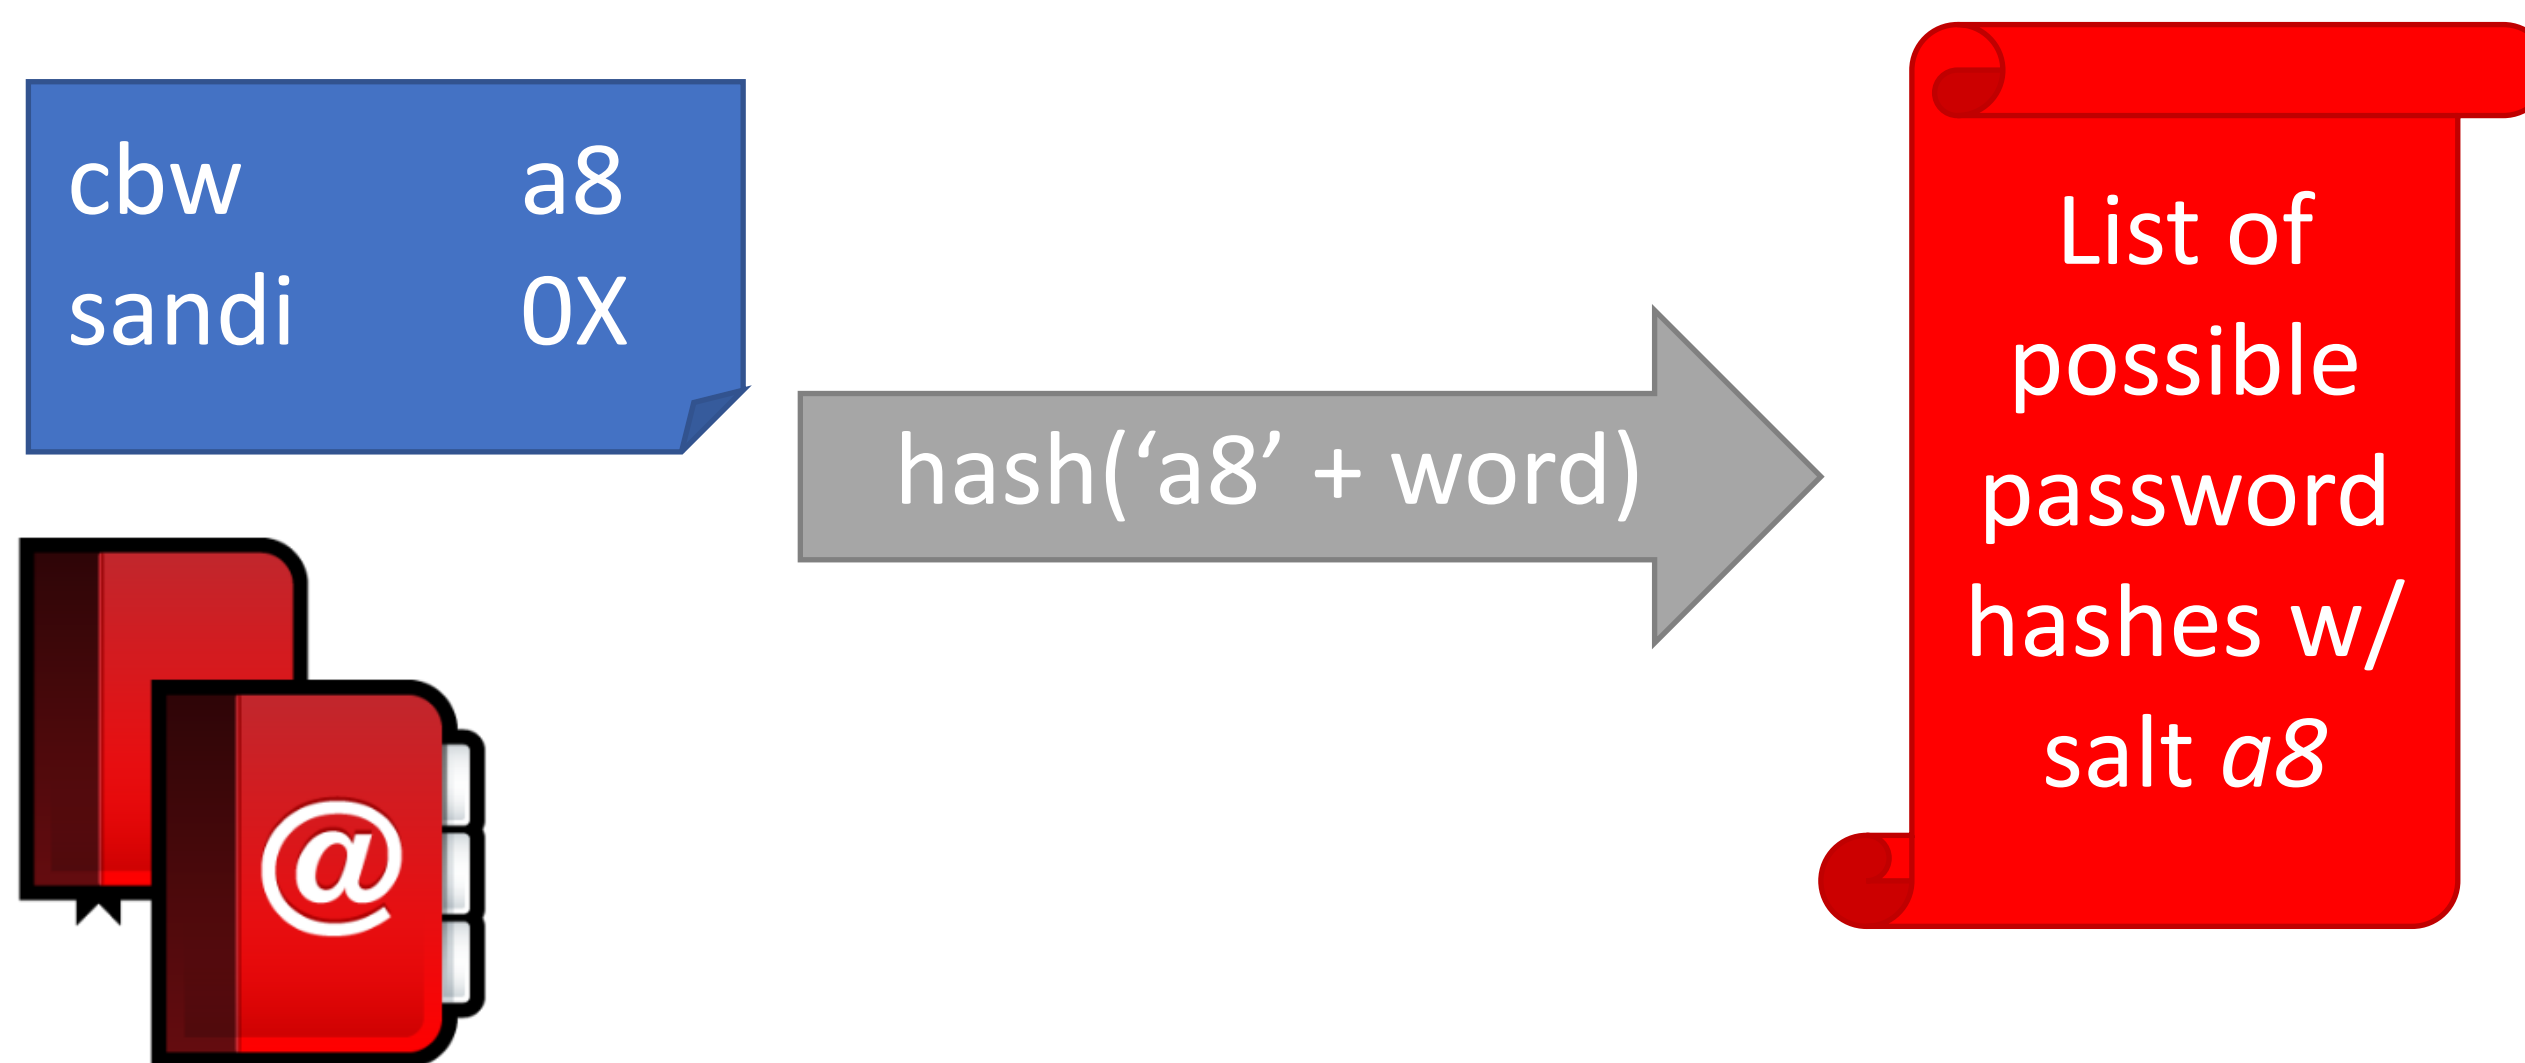 cbw a8
sandi 0X
hash(‘a8’ + word)
List of
possible
password
hashes w/
salt a8
@